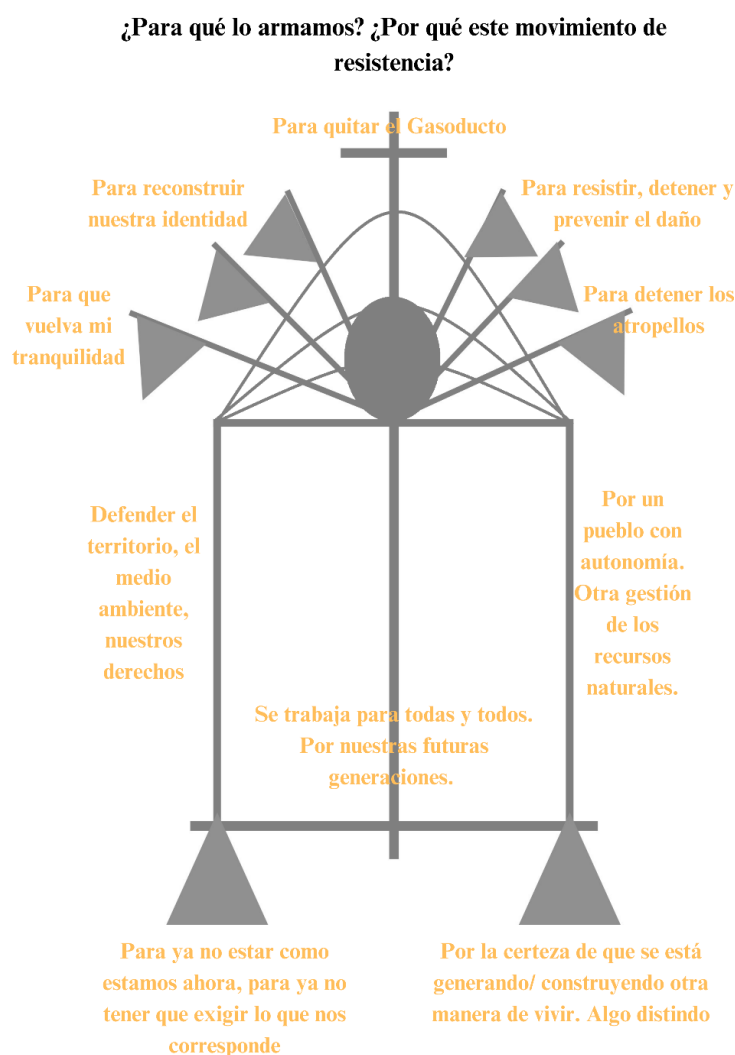 ¿Para qué lo armamos? ¿Por qué este movimiento de
resistencia?
Para quitar el Gasoducto
Para reconstruir
nuestra identidad
Para resistir, detener y
prevenir el daño
Para que
vuelva mi
tranquilidad
Para detener los
atropellos
Defender el
territorio, el
medio
ambiente,
nuestros
derechos
Por un
pueblo con
autonomía.
Otra gestión
de los
recursos
naturales.
Se trabaja para todas y todos.
Por nuestras futuras
generaciones.
Para ya no estar como
estamos ahora, para ya no
tener que exigir lo que nos
corresponde
Por la certeza de que se está
generando/ construyendo otra
manera de vivir. Algo distindo